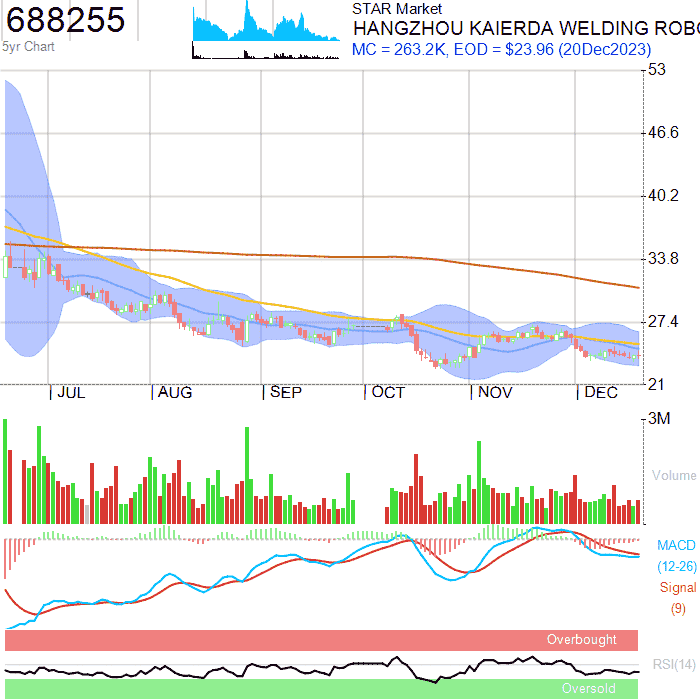 688255
5yr Chart
STAR Market
HANGZHOU KAIERDA WELDING ROBO
MC = 263.2K, EOD = $23.96 (20Dec2023)
53
46.6
40.2
33.8
27.4
21
JUL AUG SEP OCT NOV DEC
3M
Volume
MACD
(12-26)
Signal
(9)
Overbought
RSI(14)
Oversold